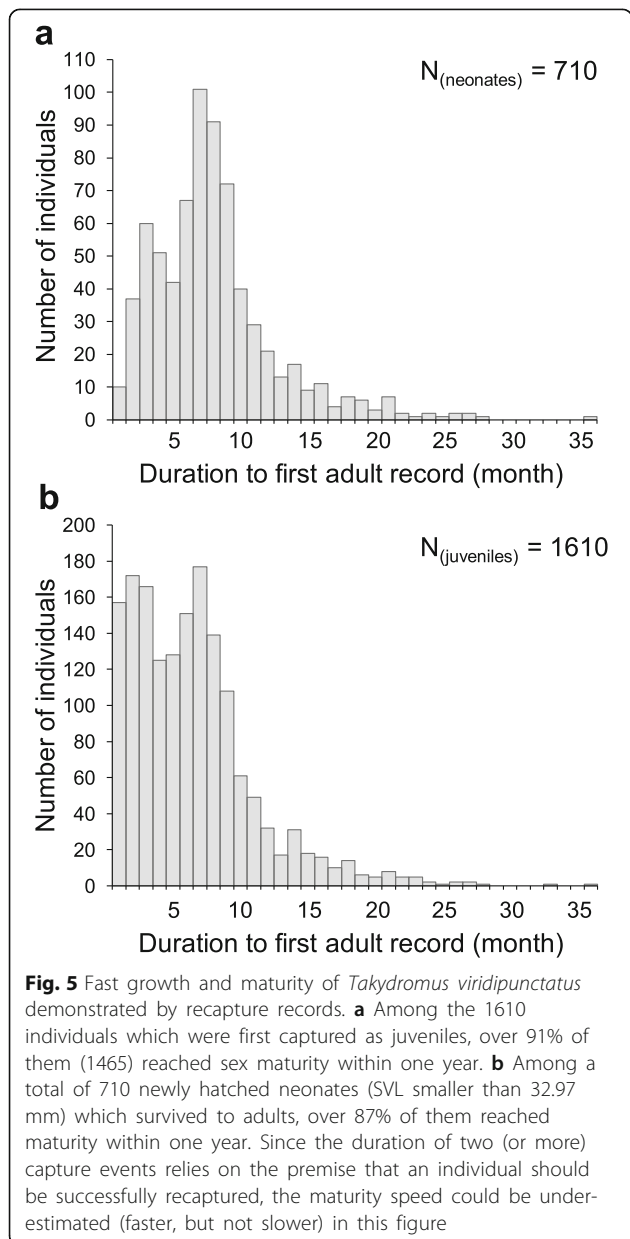 a
N(neonates) = 710
110
100
90
80
70
60
50
40
30
20
10
0
Number of individuals
5 10 15 20 25 30 35
Duration to first adult record (month)
b
N(juveniles) = 1610
200
180
160
140
120
100
80
60
40
20
0
Number of individuals
5 10 15 20 25 30 35
Duration to first adult record (month)
Fig. 5 Fast growth and maturity of Takydromus viridipunctatus
demonstrated by recapture records. a Among the 1610
individuals which were first captured as juveniles, over 91% of
them (1465) reached sex maturity within one year. b Among a
total of 710 newly hatched neonates (SVL smaller than 32.97
mm) which survived to adults, over 87% of them reached
maturity within one year. Since the duration of two (or more)
capture events relies on the premise that an individual should
be successfully recaptured, the maturity speed could be under-
estimated (faster, but not slower) in this figure